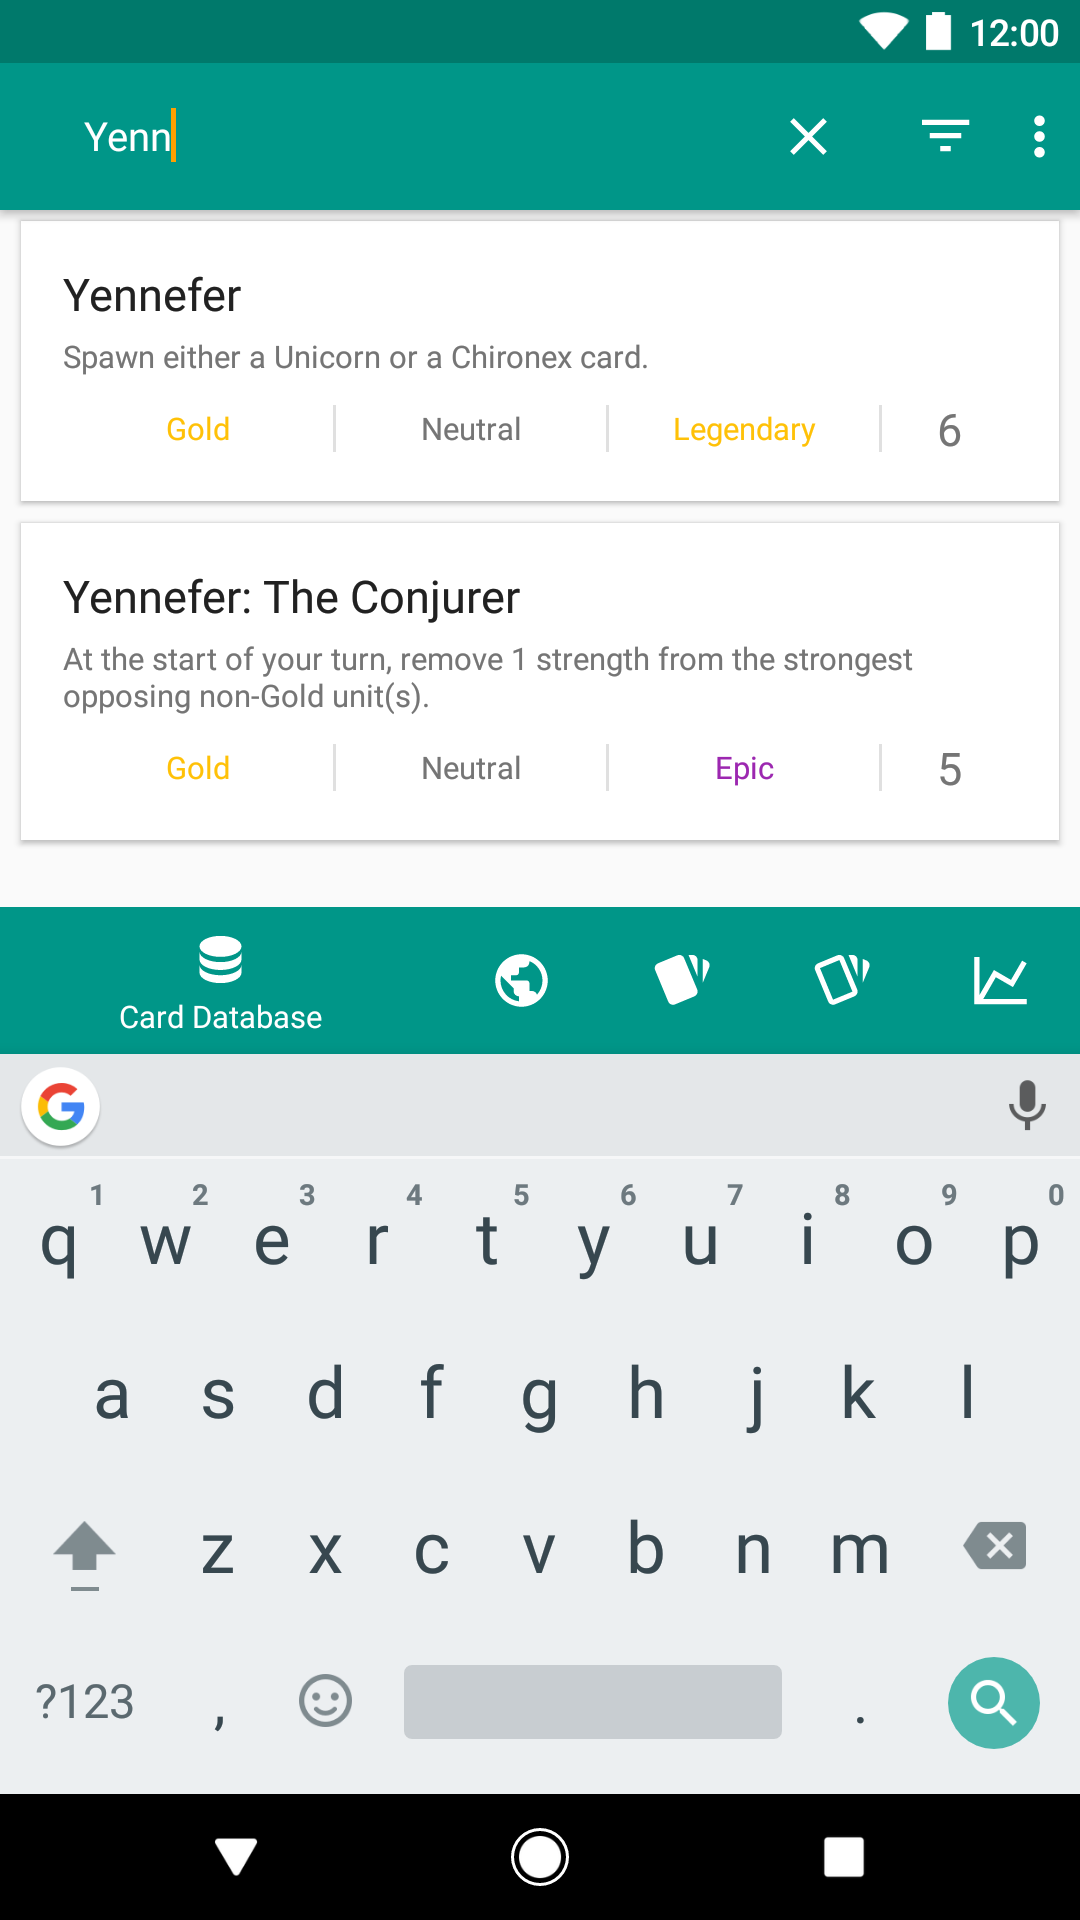 12:00
Yenn
Yennefer
Spawn either a Unicorn or a Chironex card.
Gold Neutral Legendary 6
Yennefer: The Conjurer
At the start of your turn, remove 1 strength from the strongest
opposing non-Gold unit(s).
Gold Neutral Epic 5
Card Database
1 2 3 4 5 6 7 8 9 0
q w e r t y u i o p
a s d f g h j k l
z x c v b n m
?123 , .